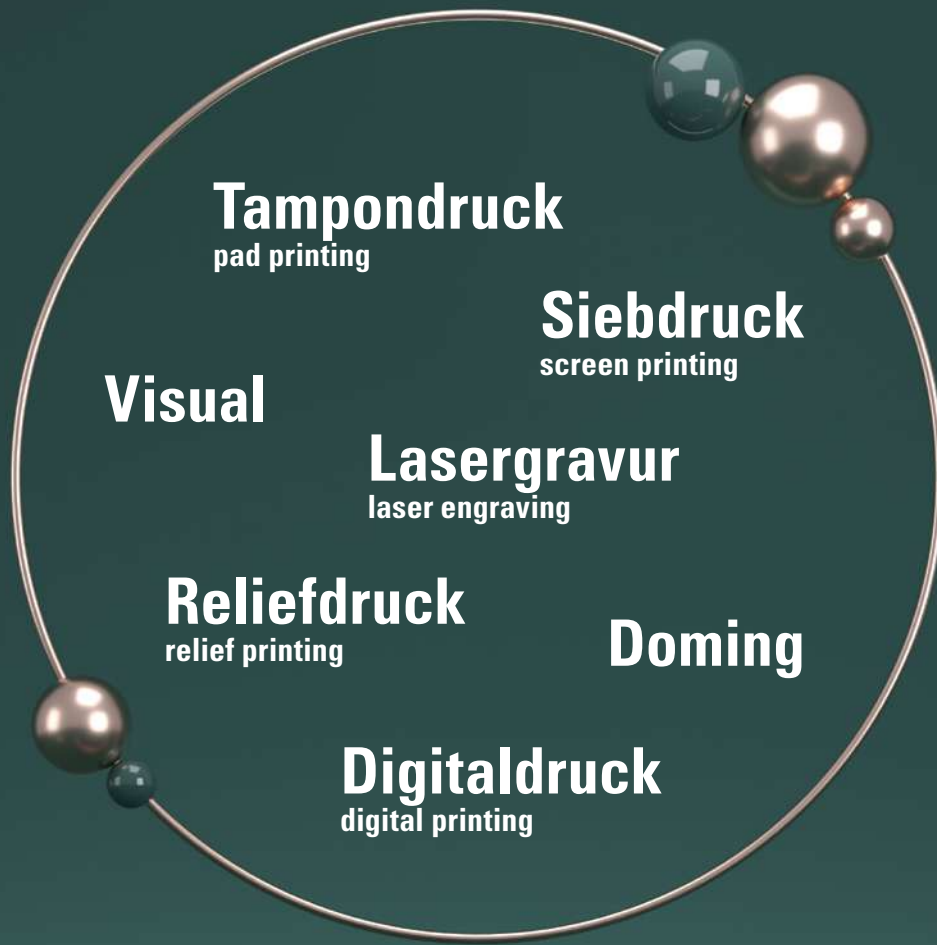 Tampondruck
pad printing
Siebdruck
screen printing
Visual
Lasergravur
laser engraving
Reliefdruck
relief printing
Doming
Digitaldruck
digital printing